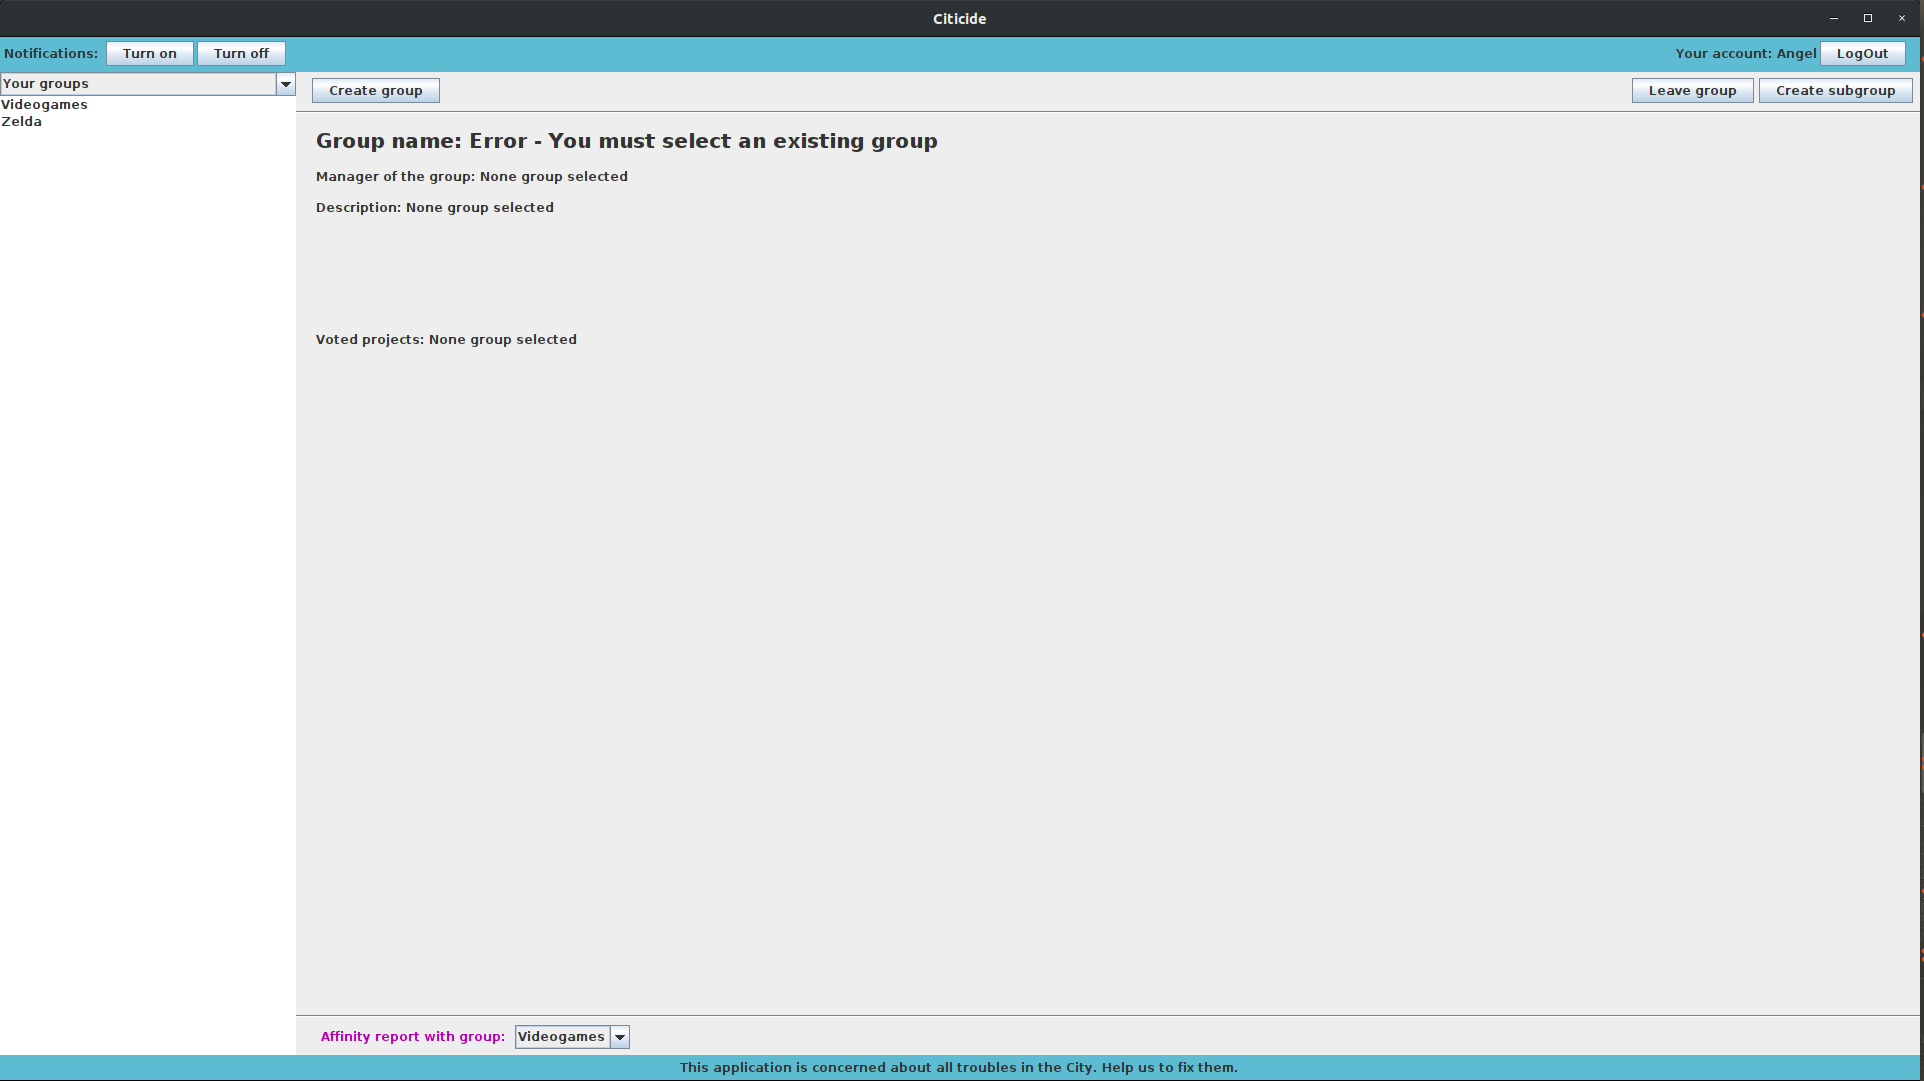 Citicide
Notifications: Turn on Turn off Your account: Angel LogOut
Your groups
Videogames
Zelda
Create group Leave group Create subgroup
Group name: Error - You must select an existing group
Manager of the group: None group selected
Description: None group selected
Voted projects: None group selected
Affinity report with group: Videogames
This application is concerned about all troubles in the City. Help us to fix them.